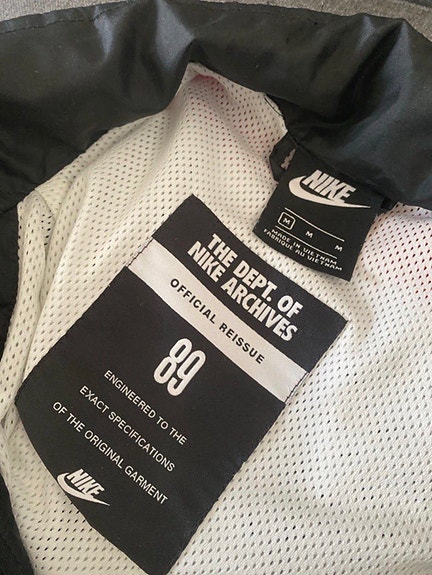 NIKE
M M M
MADE IN VIETNAM
FABRIQUÉ AU VIETNAM
THE DEPT. OF
NIKE ARCHIVES
OFFICIAL REISSUE
89
ENGINEERED TO THE
EXACT SPECIFICATIONS
OF THE ORIGINAL GARMENT
NIKE